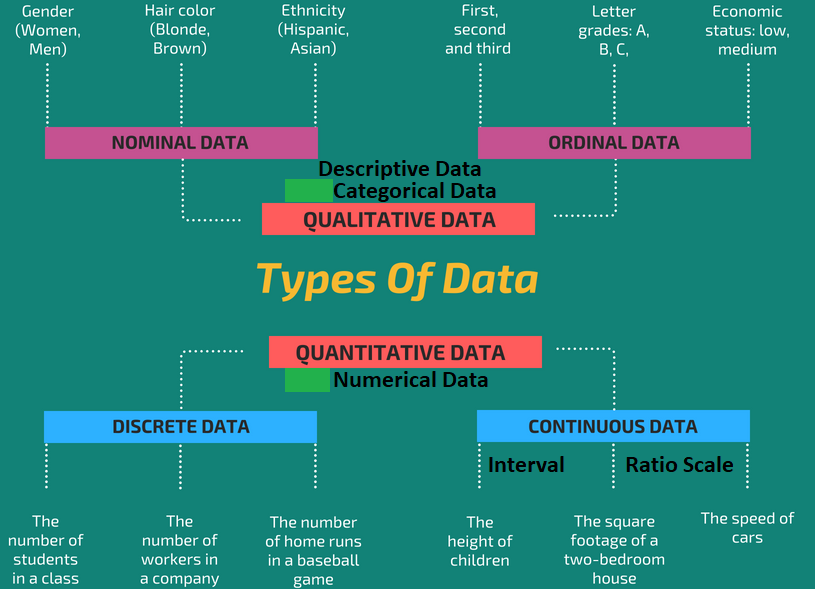 Gender
(Women,
Men)
Hair color
(Blonde,
Brown)
Ethnicity
(Hispanic,
Asian)
First,
second
and third
Letter
grades: A,
B, C,
Economic
status: low,
medium
NOMINAL DATA
ORDINAL DATA
Descriptive Data
Categorical Data
QUALITATIVE DATA
Types Of Data
QUANTITATIVE DATA
Numerical Data
DISCRETE DATA
CONTINUOUS DATA
Interval
Ratio Scale
The
number of
students
in a class
The
number of
workers in
a company
The number
of home runs
in a baseball
game
The
height of
children
The square
footage of a
two-bedroom
house
The speed of
cars